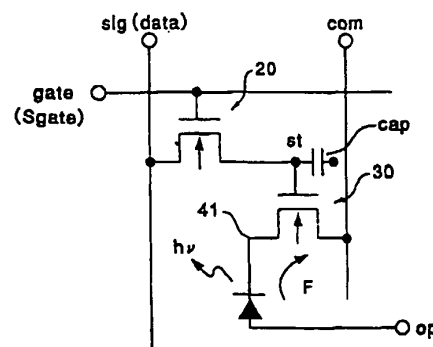 sig (data)
com
gate
(Sgate)
20
st
cap
30
41
hν
F
op